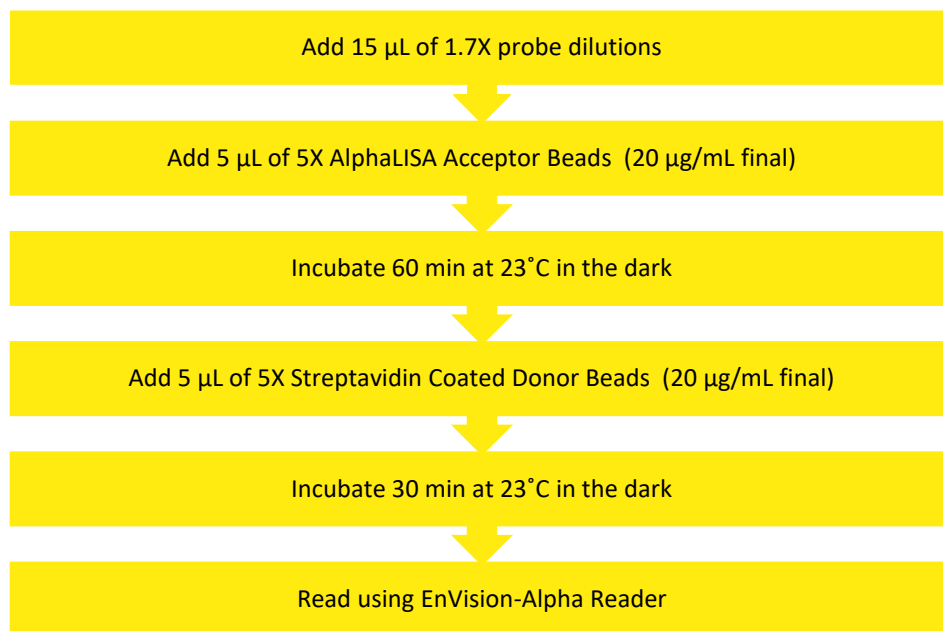 Add 15 µL of 1.7X probe dilutions
Add 5 µL of 5X AlphaLISA Acceptor Beads  (20 µg/mL final)
Incubate 60 min at 23˚C in the dark
Add 5 µL of 5X Streptavidin Coated Donor Beads  (20 µg/mL final)
Incubate 30 min at 23˚C in the dark
Read using EnVision-Alpha Reader